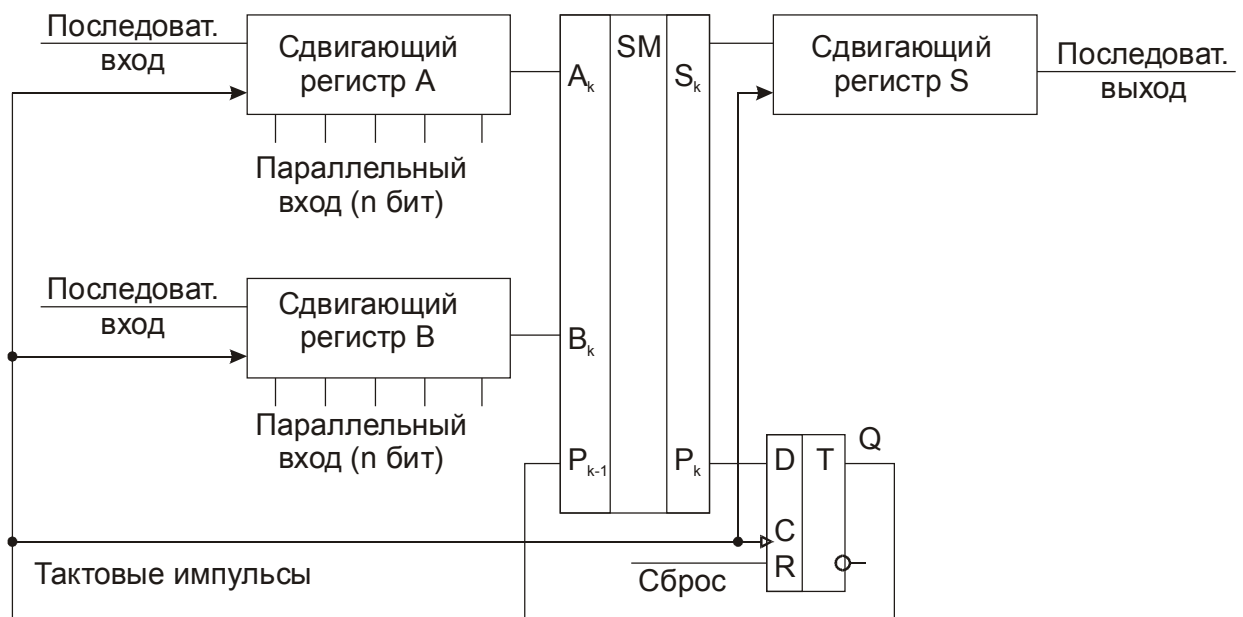 Последоват.
вход
Сдвигающий
регистр А
Параллельный
вход (n бит)
Последоват.
вход
Сдвигающий
регистр В
Параллельный
вход (n бит)
Aₖ
Bₖ
Pₖ₋₁
SM
Sₖ
Pₖ
Сдвигающий
регистр S
Последоват.
выход
D
T
Q
C
R
Сброс
Тактовые импульсы